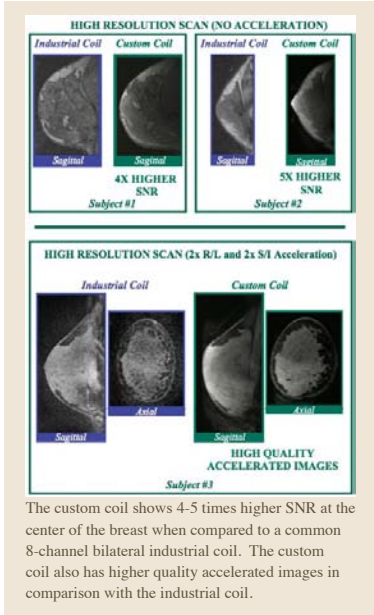 HIGH RESOLUTION SCAN (NO ACCELERATION)
Industrial Coil Custom Coil
Sagittal Sagittal
4X HIGHER
SNR
Subject #1
Industrial Coil Custom Coil
Sagittal Sagittal
5X HIGHER
SNR
Subject #2
HIGH RESOLUTION SCAN (2x R/L and 2x S/I Acceleration)
Industrial Coil Custom Coil
Axial Axial
Sagittal Sagittal
HIGH QUALITY
ACCELERATED IMAGES
Subject #3
The custom coil shows 4-5 times higher SNR at the
center of the breast when compared to a common
8-channel bilateral industrial coil.  The custom
coil also has higher quality accelerated images in
comparison with the industrial coil.